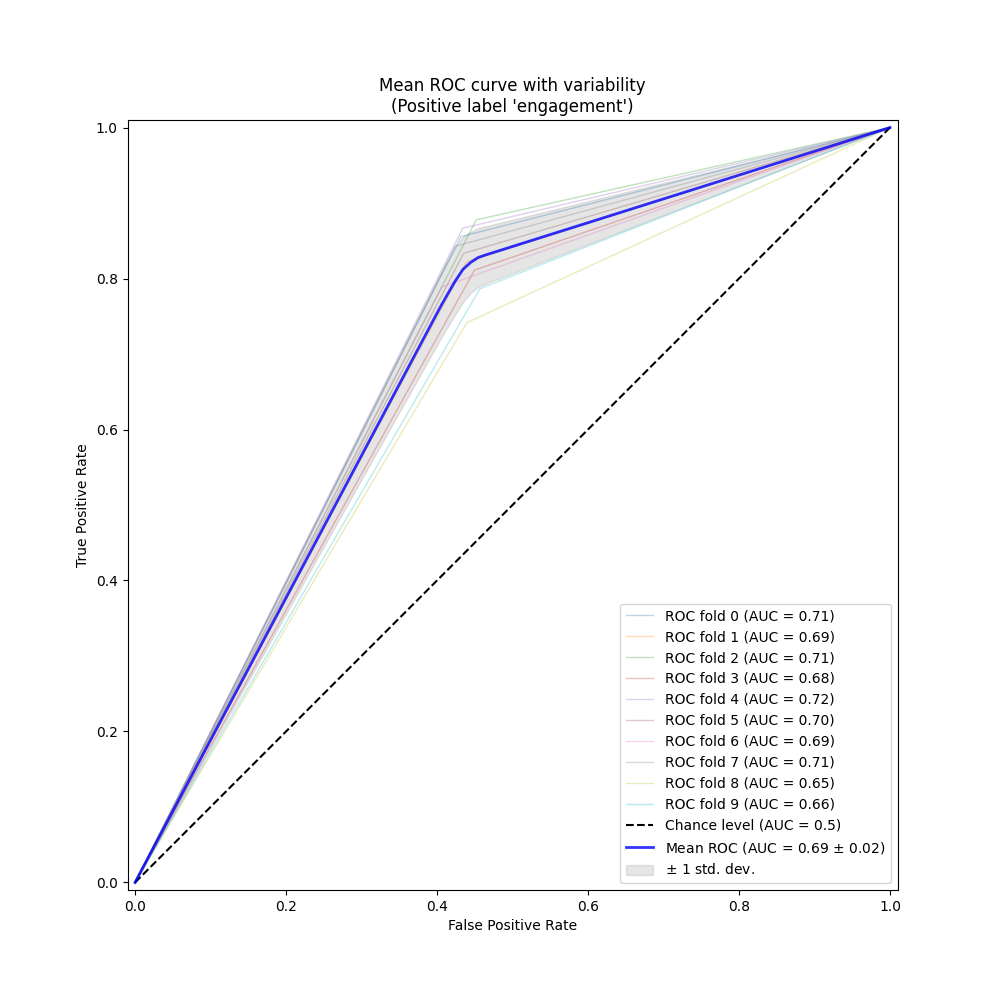 Mean ROC curve with variability
(Positive label 'engagement')
1.0
0.8
0.6
0.4
0.2
0.0
True Positive Rate
0.0 0.2 0.4 0.6 0.8 1.0
False Positive Rate
ROC fold 0 (AUC = 0.71)
ROC fold 1 (AUC = 0.69)
ROC fold 2 (AUC = 0.71)
ROC fold 3 (AUC = 0.68)
ROC fold 4 (AUC = 0.72)
ROC fold 5 (AUC = 0.70)
ROC fold 6 (AUC = 0.69)
ROC fold 7 (AUC = 0.71)
ROC fold 8 (AUC = 0.65)
ROC fold 9 (AUC = 0.66)
Chance level (AUC = 0.5)
Mean ROC (AUC = 0.69 ± 0.02)
± 1 std. dev.